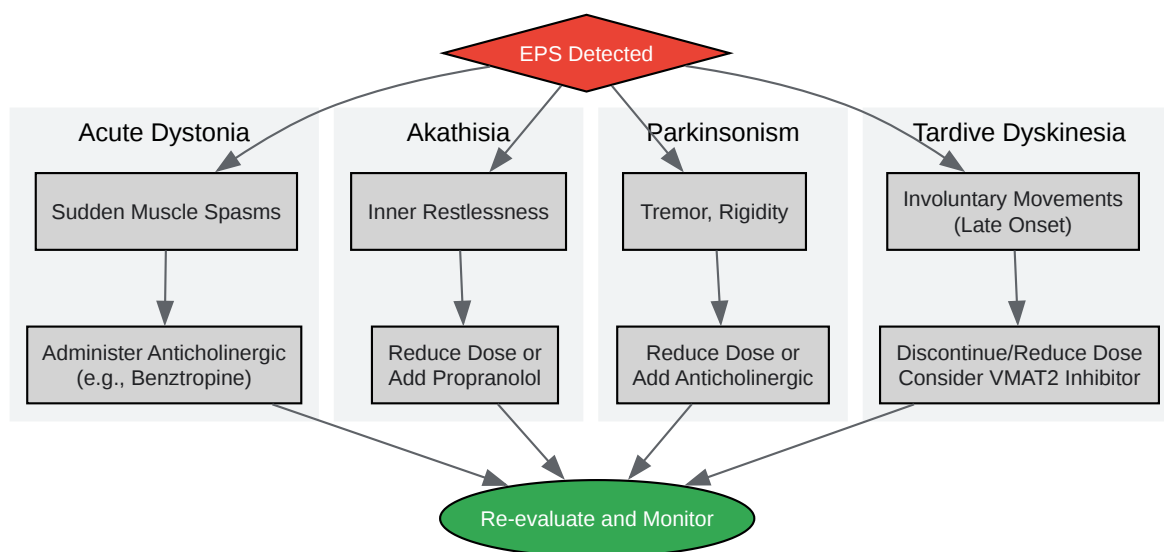 EPS Detected
Acute Dystonia
Akathisia
Parkinsonism
Tardive Dyskinesia
Sudden Muscle Spasms
Inner Restlessness
Tremor, Rigidity
Involuntary Movements
(Late Onset)
Administer Anticholinergic
(e.g., Benztropine)
Reduce Dose or
Add Propranolol
Reduce Dose or
Add Anticholinergic
Discontinue/Reduce Dose
Consider VMAT2 Inhibitor
Re-evaluate and Monitor